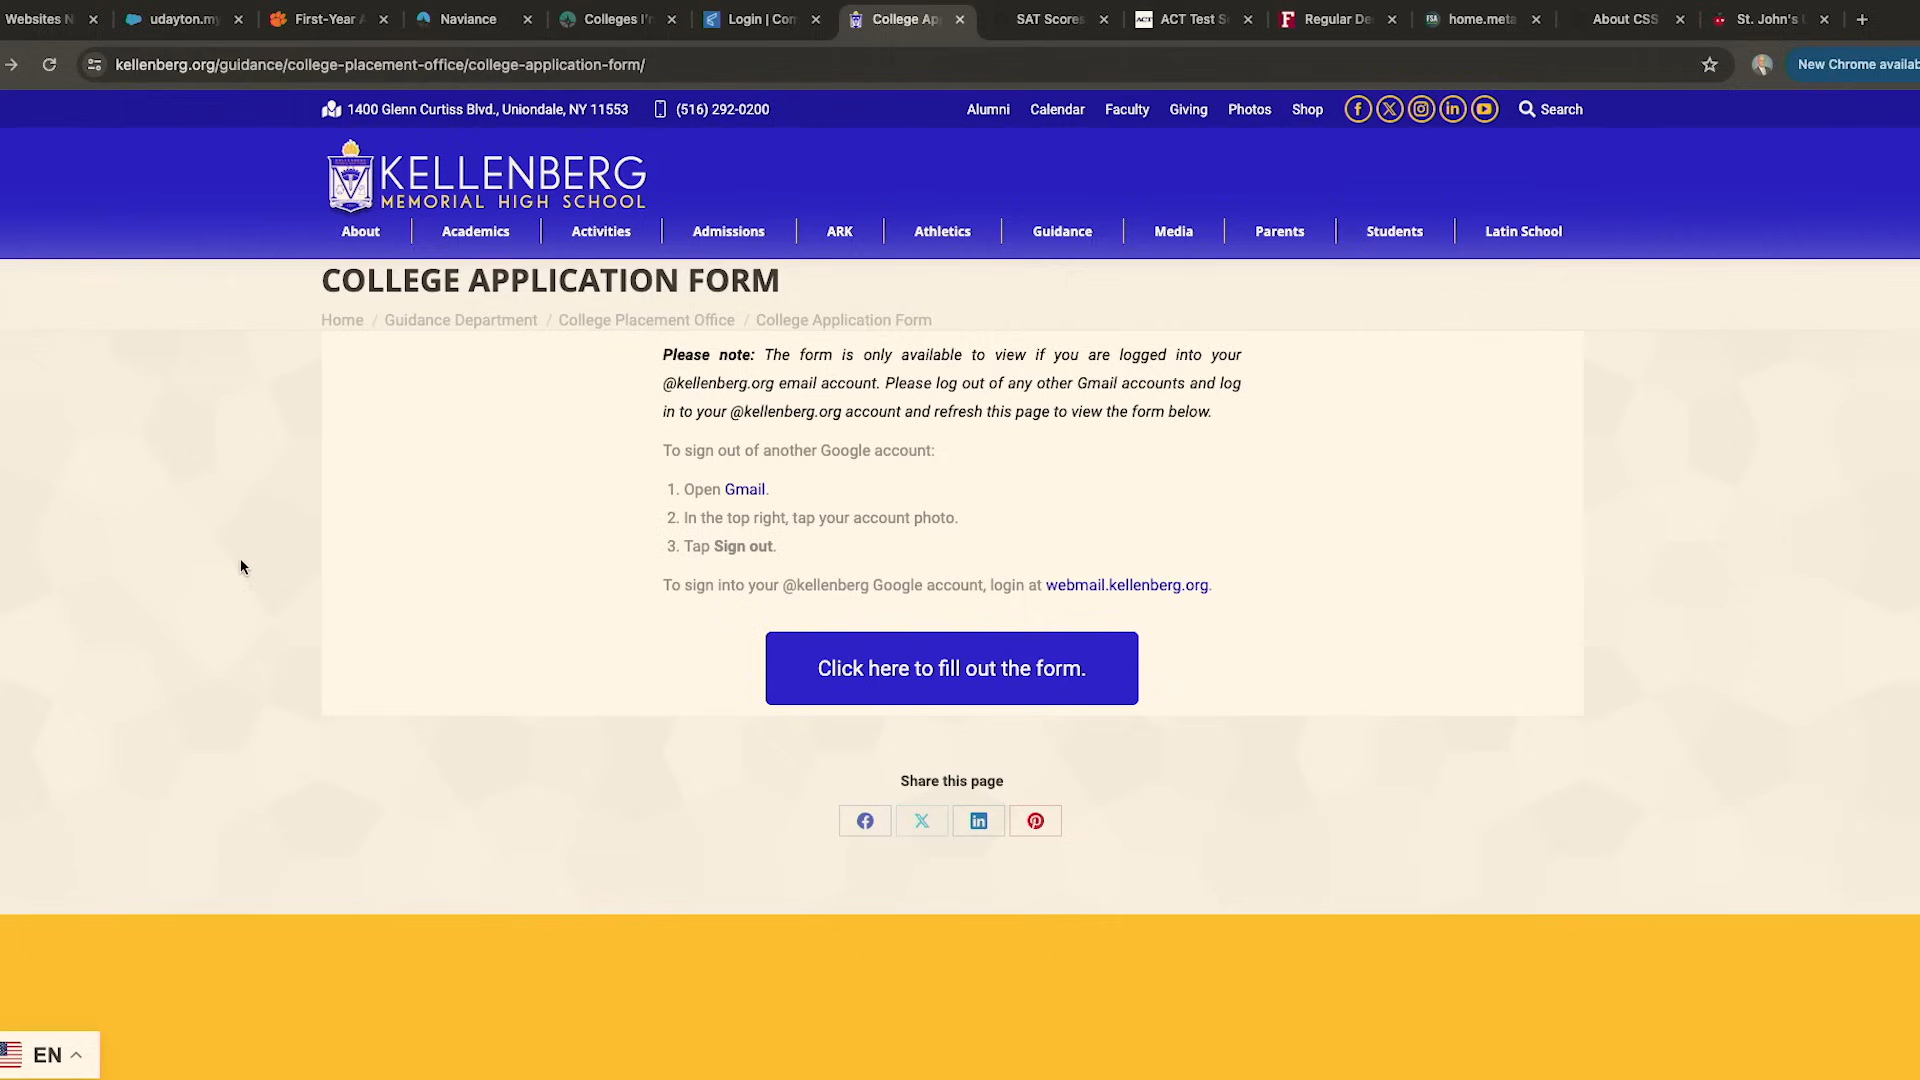 Websites N udayton.my First-Year A Naviance Colleges I' Login | Con College Ap SAT Scores ACT ACT Test S F Regular De FSA home.meta About CSS St. John's
kellenberg.org/guidance/college-placement-office/college-application-form/ New Chrome availab
1400 Glenn Curtiss Blvd., Uniondale, NY 11553 (516) 292-0200 Alumni Calendar Faculty Giving Photos Shop Search
KELLENBERG
MEMORIAL HIGH SCHOOL
About Academics Activities Admissions ARK Athletics Guidance Media Parents Students Latin School
COLLEGE APPLICATION FORM
Home / Guidance Department / College Placement Office / College Application Form
Please note: The form is only available to view if you are logged into your
@kellenberg.org email account. Please log out of any other Gmail accounts and log
in to your @kellenberg.org account and refresh this page to view the form below.
To sign out of another Google account:
1. Open Gmail.
2. In the top right, tap your account photo.
3. Tap Sign out.
To sign into your @kellenberg Google account, login at webmail.kellenberg.org.
Click here to fill out the form.
Share this page
EN